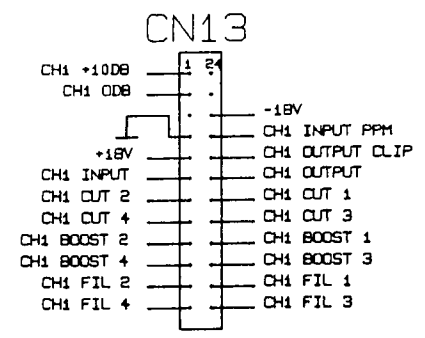 CN13
1 24
CH1 +10DB
CH1 0DB
-18V
CH1 INPUT PPM
+18V CH1 OUTPUT CLIP
CH1 INPUT CH1 OUTPUT
CH1 CUT 2 CH1 CUT 1
CH1 CUT 4 CH1 CUT 3
CH1 BOOST 2 CH1 BOOST 1
CH1 BOOST 4 CH1 BOOST 3
CH1 FIL 2 CH1 FIL 1
CH1 FIL 4 CH1 FIL 3